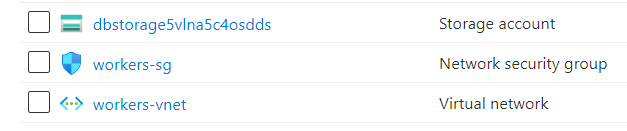 dbstorage5vlna5c4osdds Storage account
workers-sg Network security group
workers-vnet Virtual network